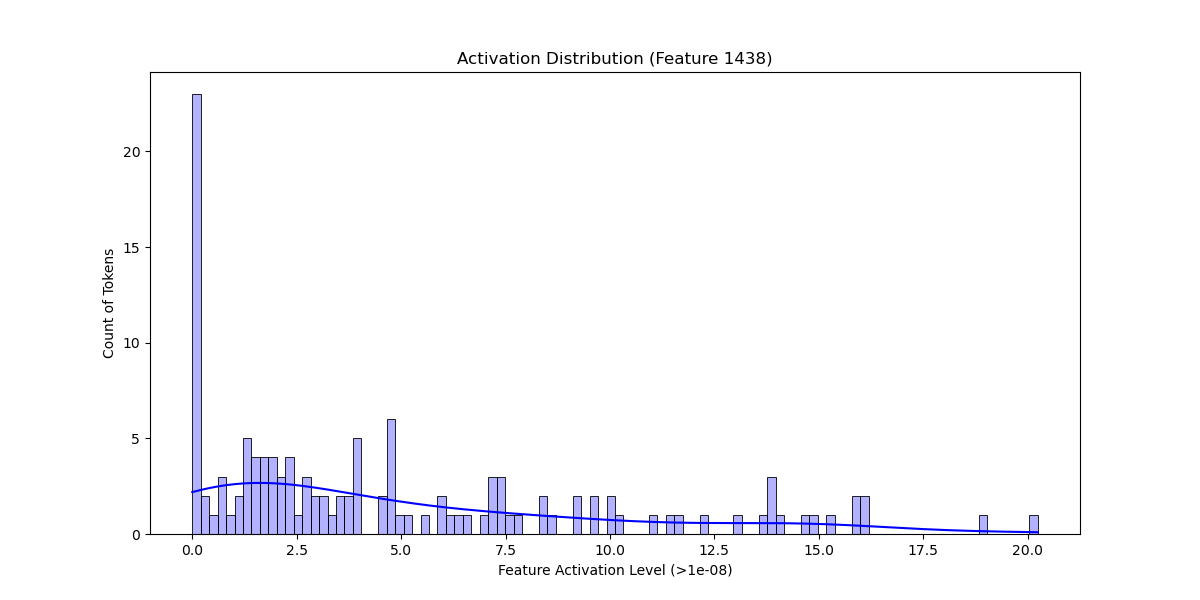 Activation Distribution (Feature 1438)
Count of Tokens
20
15
10
5
0
0.0 2.5 5.0 7.5 10.0 12.5 15.0 17.5 20.0
Feature Activation Level (>1e-08)